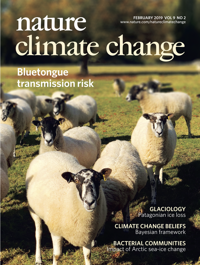 FEBRUARY 2019 VOL 9 NO 2
www.nature.com/natureclimatechange
nature
climate change
Bluetongue
transmission risk
GLACIOLOGY
Patagonian ice loss
CLIMATE CHANGE BELIEFS
Bayesian framework
BACTERIAL COMMUNITIES
Impact of Arctic sea-ice change